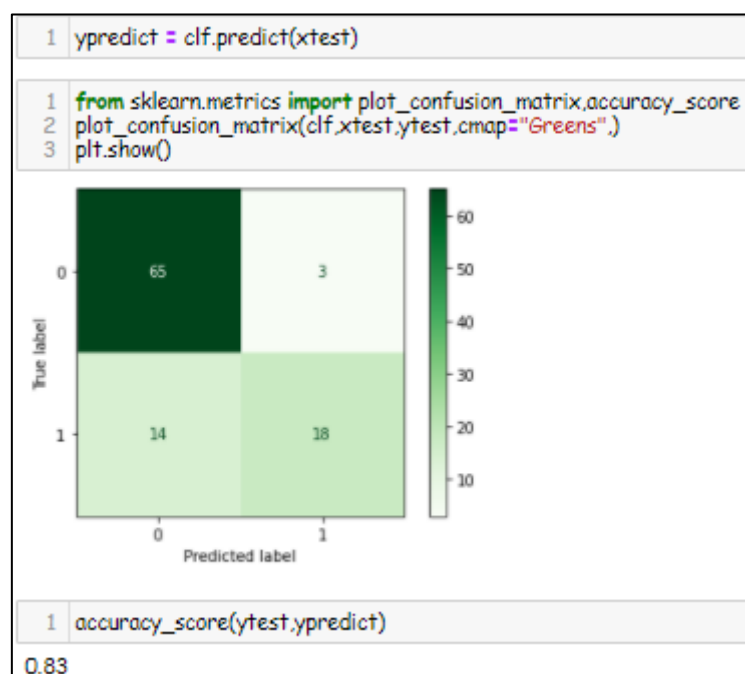 1 ypredict = clf.predict(xtest)
1 from sklearn.metrics import plot_confusion_matrix,accuracy_score
2 plot_confusion_matrix(clf,xtest,ytest,cmap="Greens",)
3 plt.show()
65 3
14 18
0
1
True label
0 1
Predicted label
60
50
40
30
20
10
1 accuracy_score(ytest,ypredict)
0.83